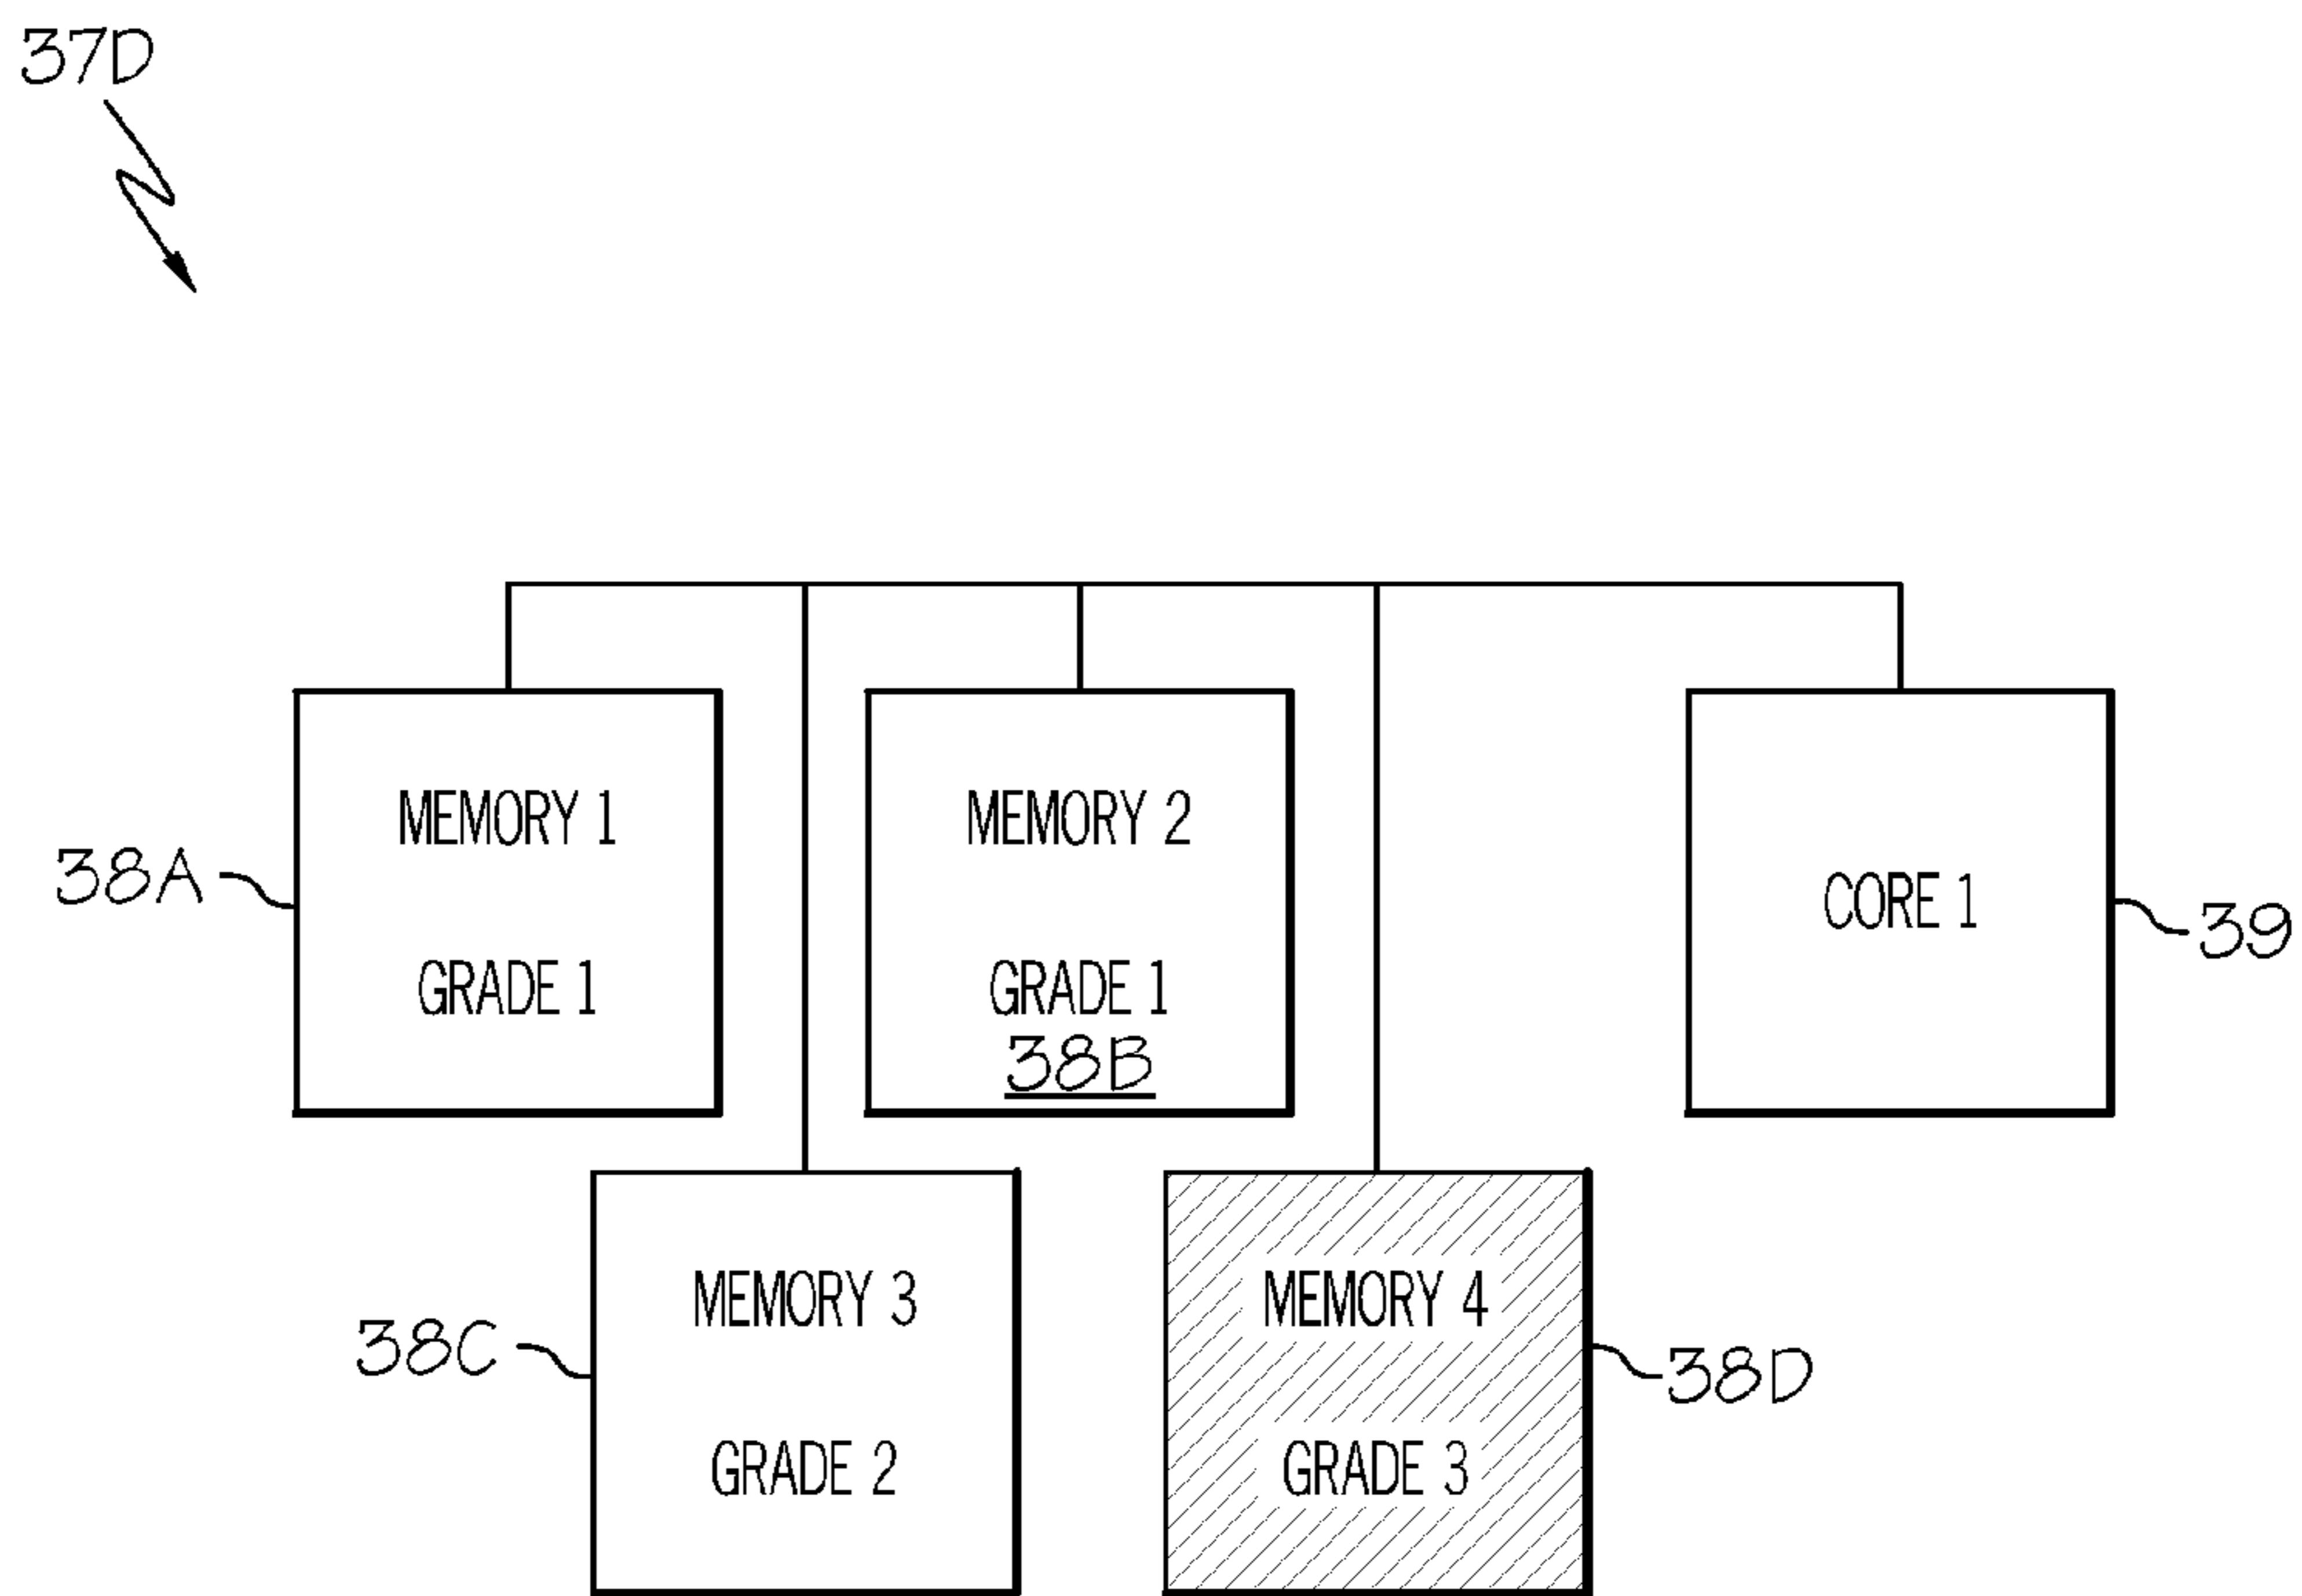 37D
MEMORY 1
GRADE 1
38A
MEMORY 2
GRADE 1
38B
CORE 1
39
MEMORY 3
GRADE 2
38C
MEMORY 4
GRADE 3
38D